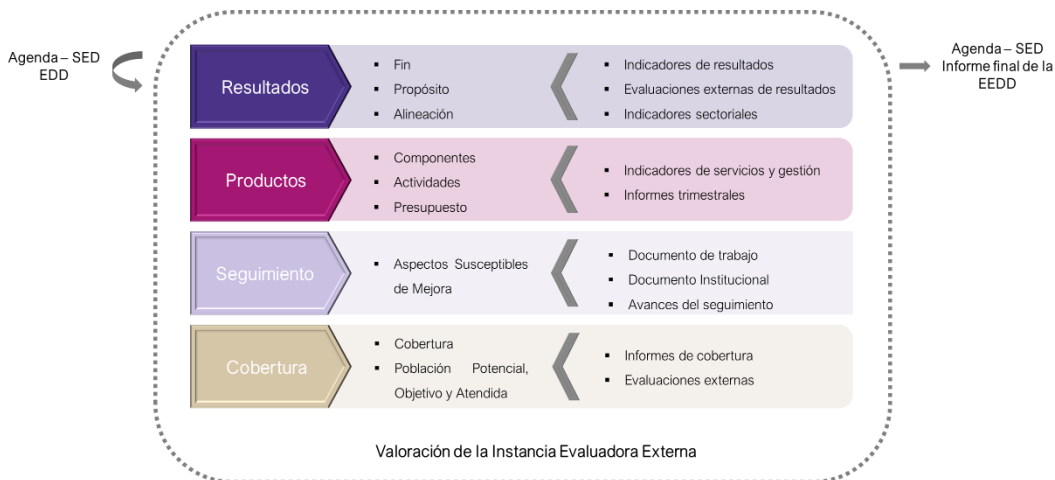 Agenda – SED
EDD
Resultados
▪ Fin
▪ Propósito
▪ Alineación
▪ Indicadores de resultados
▪ Evaluaciones externas de resultados
▪ Indicadores sectoriales
Agenda – SED
Informe final de la
EEDD
Productos
▪ Componentes
▪ Actividades
▪ Presupuesto
▪ Indicadores de servicios y gestión
▪ Informes trimestrales
Seguimiento
▪ Aspectos Susceptibles
de Mejora
▪ Documento de trabajo
▪ Documento Institucional
▪ Avances del seguimiento
Cobertura
▪ Cobertura
▪ Población Potencial,
Objetivo y Atendida
▪ Informes de cobertura
▪ Evaluaciones externas
Valoración de la Instancia Evaluadora Externa